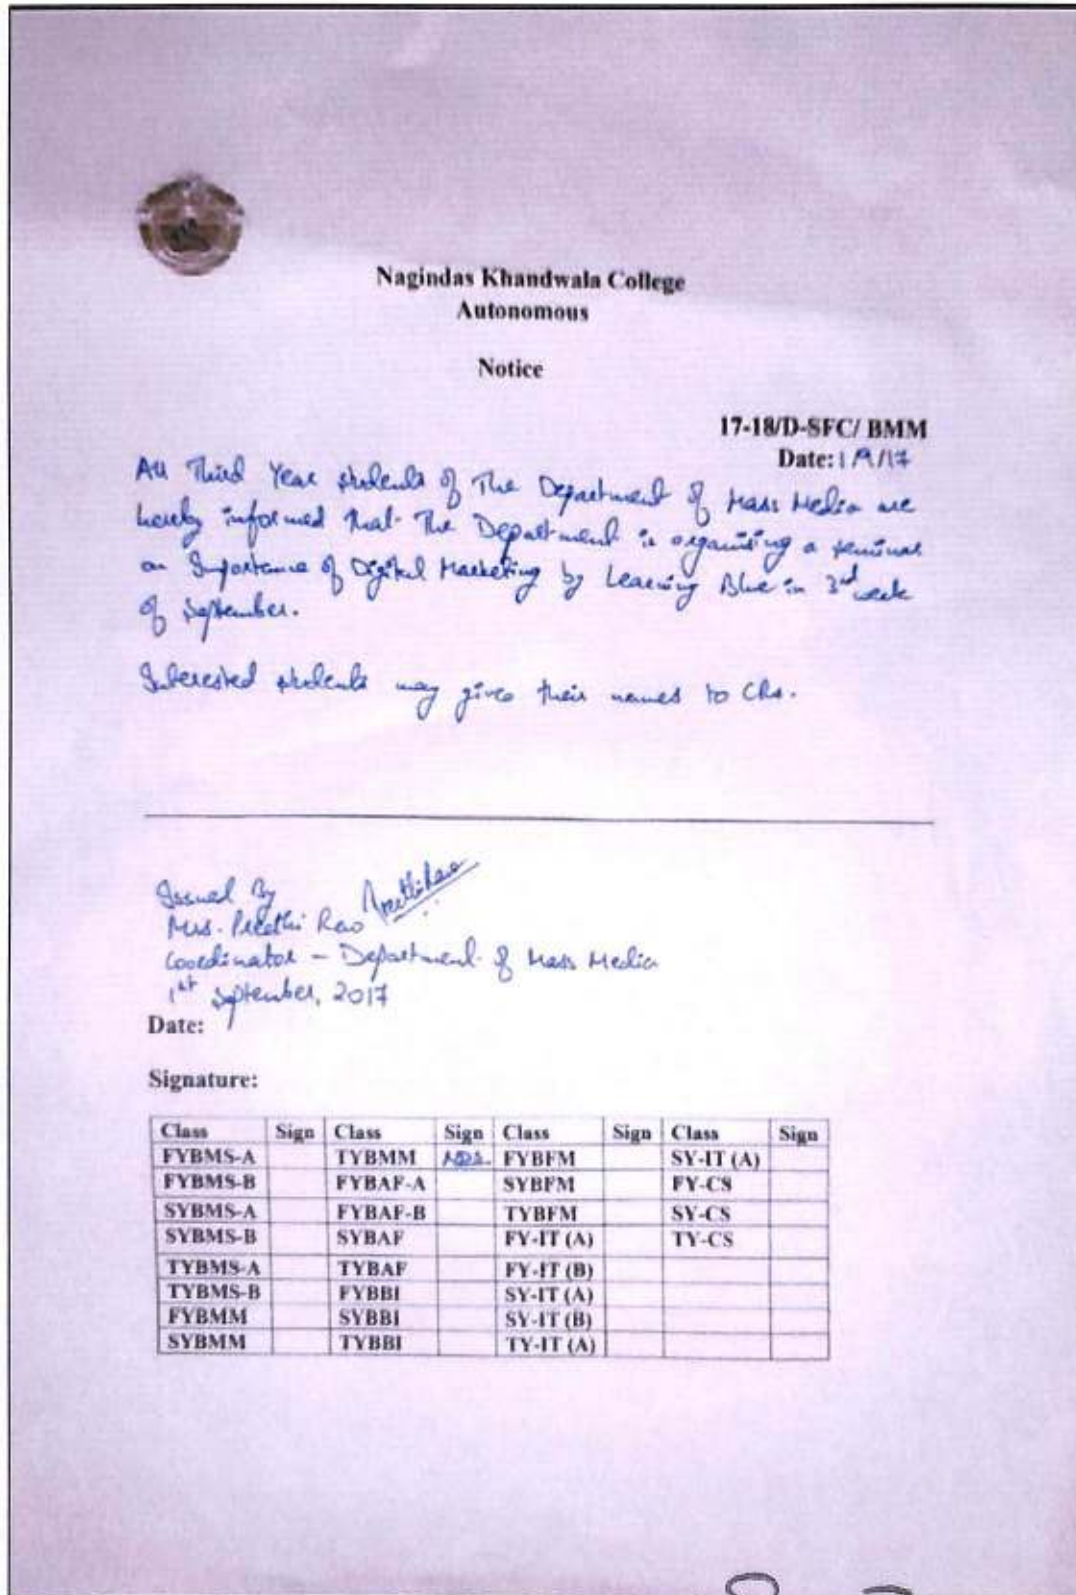 Nagindas Khandwala College
Autonomous
Notice
17-18/D-SFC/ BMM
Date: 1/9/17
All Third Year students of The Department of Mass Media are
hereby informed that The Department is organising a seminar
on Importance of Digital Marketing by Learning Blue in 3rd week
of September.
Interested students may gives their names to CRs.
Issued By
Mrs. Preethi Rao Preethi Rao
Coordinator – Department of Mass Media
1st September, 2017
Date:
Signature:
Class Sign Class Sign Class Sign Class Sign
FYBMS-A TYBMM FYBFM SY-IT (A)
FYBMS-B FYBAF-A SYBFM FY-CS
SYBMS-A FYBAF-B TYBFM SY-CS
SYBMS-B SYBAF FY-IT (A) TY-CS
TYBMS-A TYBAF FY-IT (B)
TYBMS-B FYBBI SY-IT (A)
FYBMM SYBBI SY-IT (B)
SYBMM TYBBI TY-IT (A)